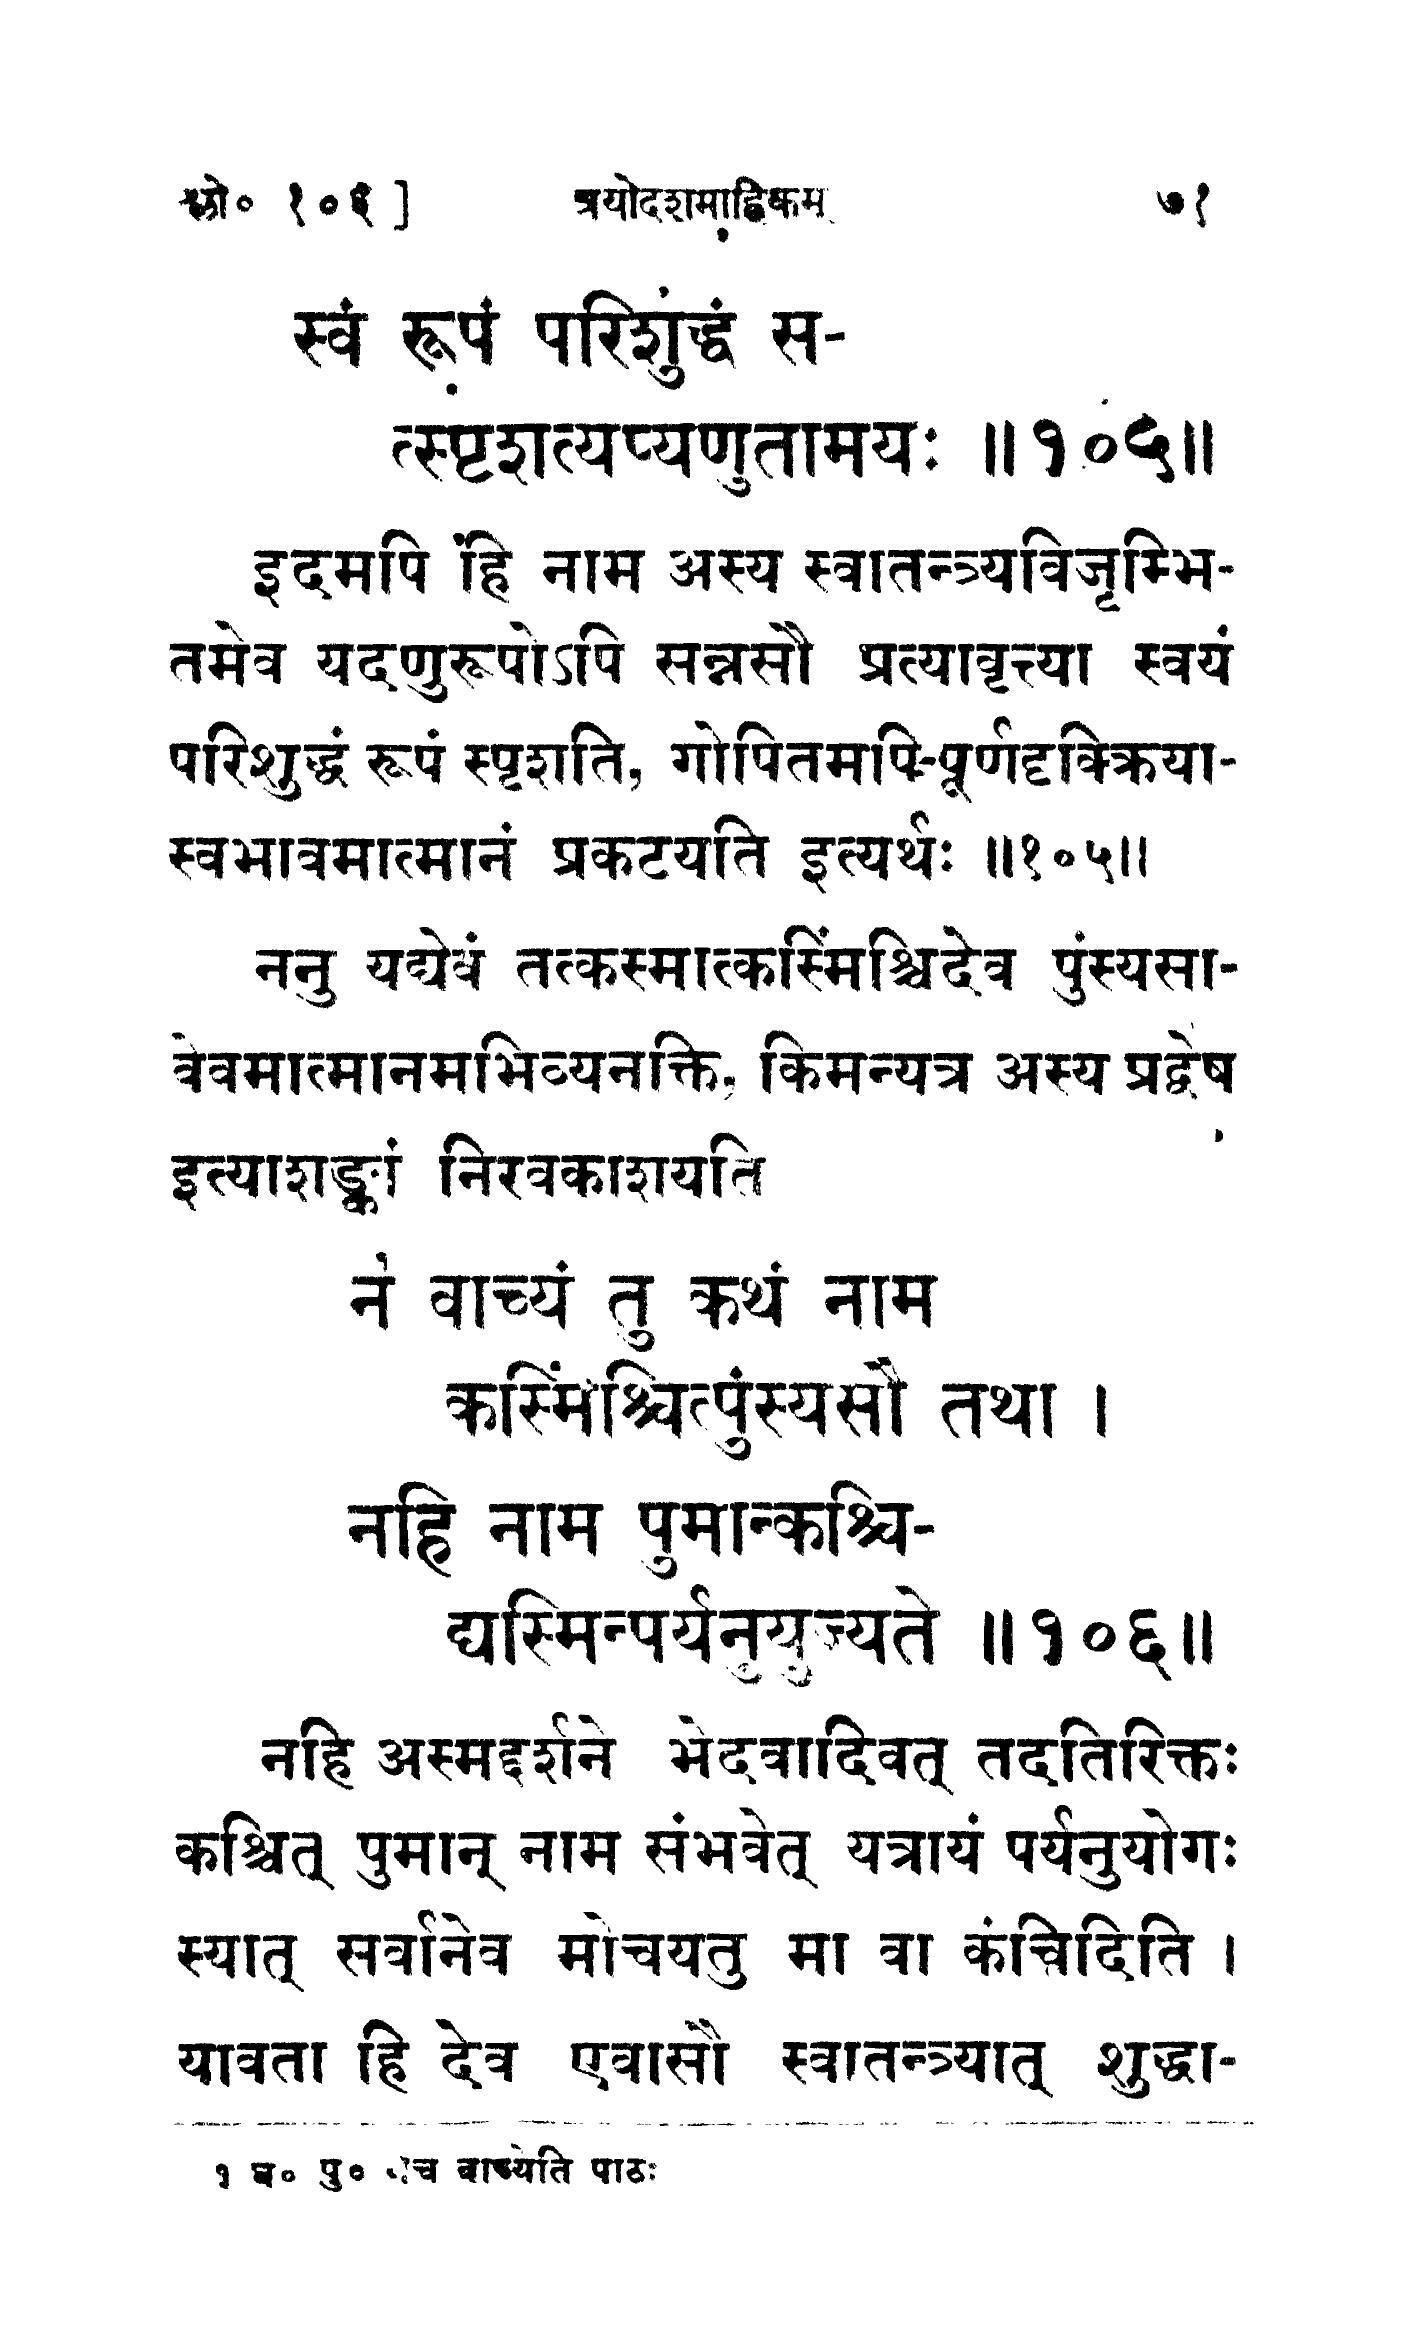 श्लो० १०६ ] त्रयोदशमाह्निकम् ७१
स्वं रूपं परिशुद्धं स-
त्स्पृशत्यप्यणुतामयः ॥१०५॥
इदमपि हि नाम अस्य स्वातन्त्र्यविजृम्भि-
तमेव यदणुरूपोऽपि सन्नसौ प्रत्यावृत्त्या स्वयं
परिशुद्धं रूपं स्पृशति, गोपितमपि-पूर्णदृक्क्रिया-
स्वभावमात्मानं प्रकटयति इत्यर्थः ॥१०५॥
ननु यद्येवं तत्कस्मात्कस्मिंश्चिदेव पुंस्यसा-
वेवमात्मानमभिव्यनक्ति, किमन्यत्र अस्य प्रद्वेष
इत्याशङ्कां निरवकाशयति
न वाच्यं तु कथं नाम
कस्मिंश्चित्पुंस्यसौ तथा ।
नहि नाम पुमान्कश्चि-
द्यस्मिन्पर्यनुयुज्यते ॥१०६॥
नहि अस्मद्दर्शने भेदवादिवत् तदतिरिक्तः
कश्चित् पुमान् नाम संभवेत् यत्रायं पर्यनुयोगः
स्यात् सर्वानेव मोचयतु मा वा कंचिदिति ।
यावता हि देव एवासौ स्वातन्त्र्यात् शुद्धा-
१ पु० च वाच्येति पाठः